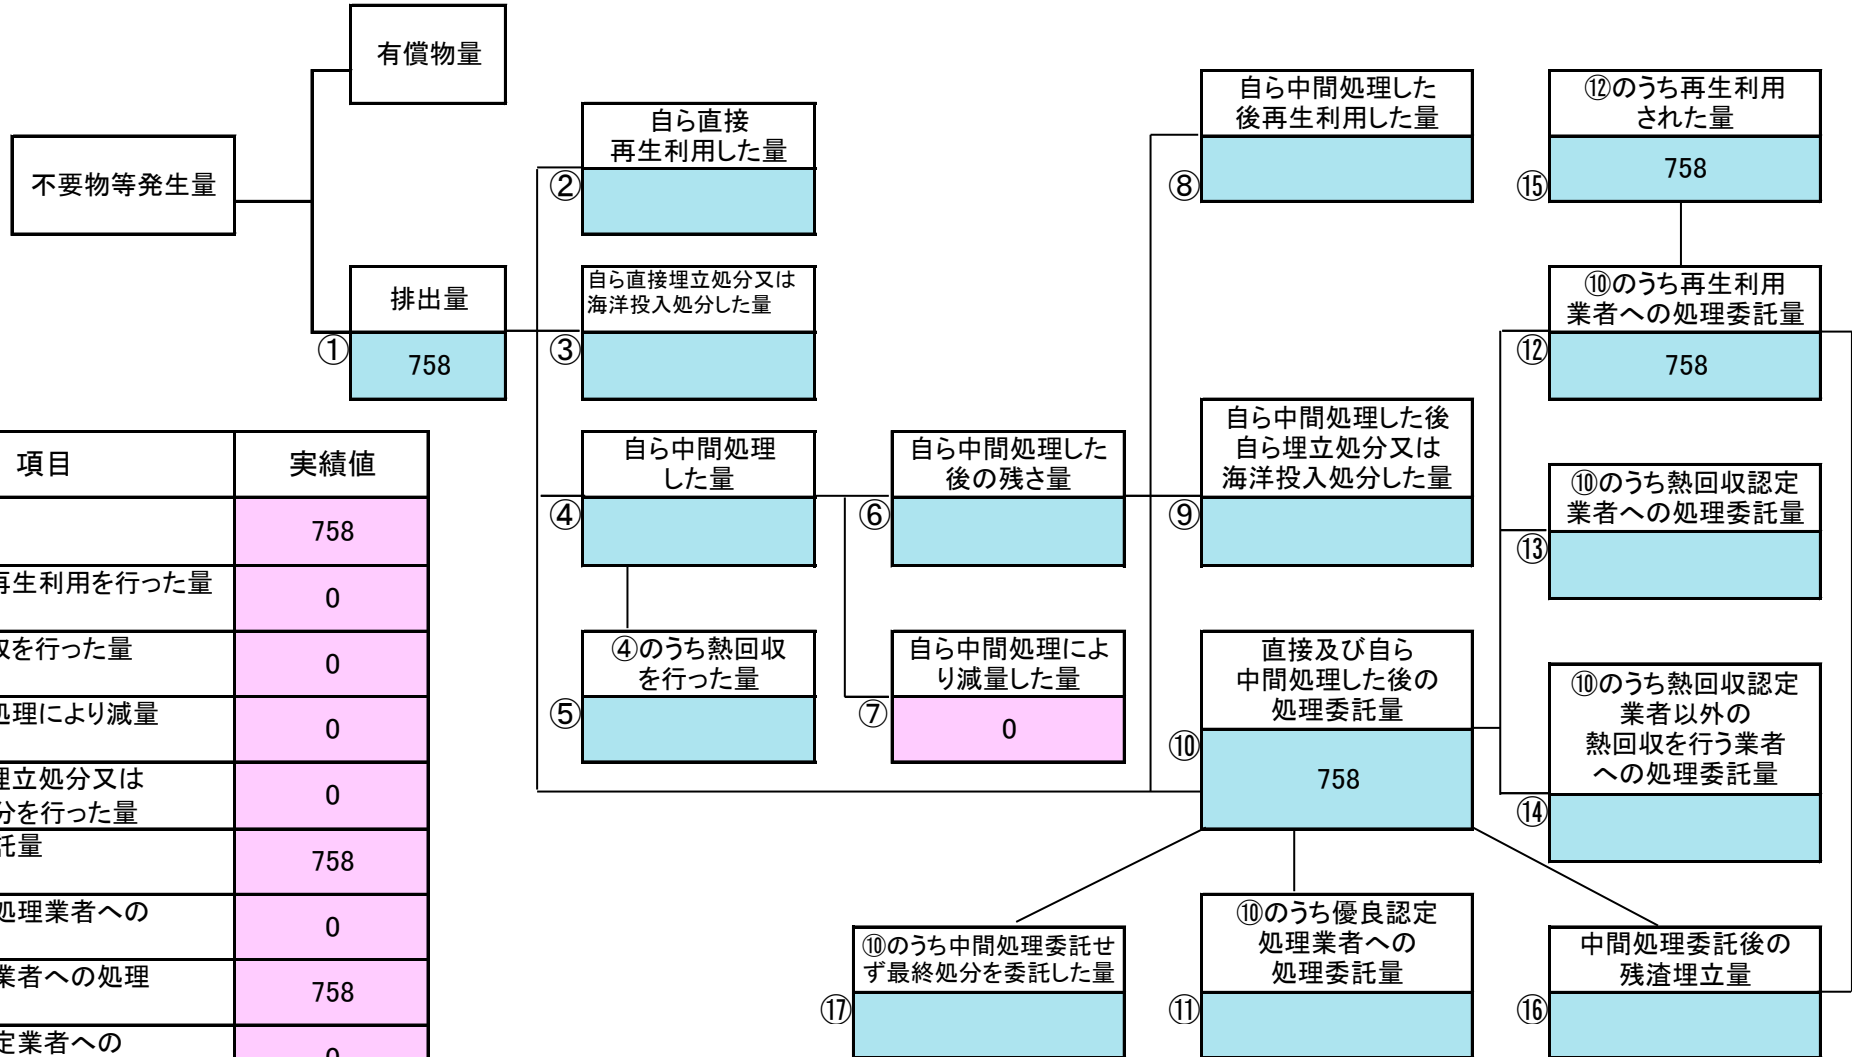 有償物量
不要物等発生量
排出量
①
758
自ら直接
再生利用した量
②
自ら直接埋立処分又は
海洋投入処分した量
③
自ら中間処理
した量
④
④のうち熱回収
を行った量
⑤
自ら中間処理した
後の残さ量
⑥
自ら中間処理によ
り減量した量
⑦
0
自ら中間処理した
後再生利用した量
⑧
自ら中間処理した後
自ら埋立処分又は
海洋投入処分した量
⑨
直接及び自ら
中間処理した後の
処理委託量
⑩
758
⑫のうち再生利用
された量
⑮
758
⑩のうち再生利用
業者への処理委託量
⑫
758
⑩のうち熱回収認定
業者への処理委託量
⑬
⑩のうち熱回収認定
業者以外の
熱回収を行う業者
への処理委託量
⑭
⑩のうち中間処理委託せ
ず最終処分を委託した量
⑰
⑩のうち優良認定
処理業者への
処理委託量
⑪
中間処理委託後の
残渣埋立量
⑯
項目 実績値
758
再生利用を行った量 0
収を行った量 0
処理により減量 0
埋立処分又は
分を行った量 0
託量 758
処理業者への 0
業者への処理 758
定業者への 0